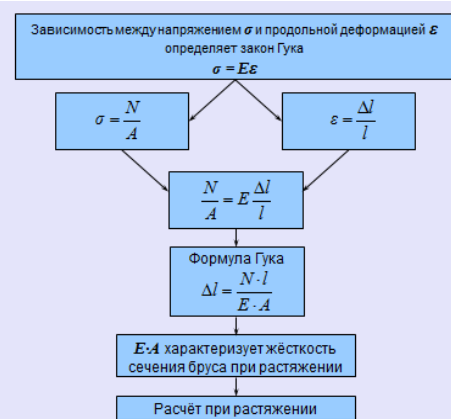 Зависимость между напряжением σ и продольной деформацией ε
определяет закон Гука
σ = Eε
σ = N/A
ε = Δl/l
N/A = E Δl/l
Формула Гука
Δl = N·l/E·A
E·A характеризует жёсткость
сечения бруса при растяжении
Расчёт при растяжении